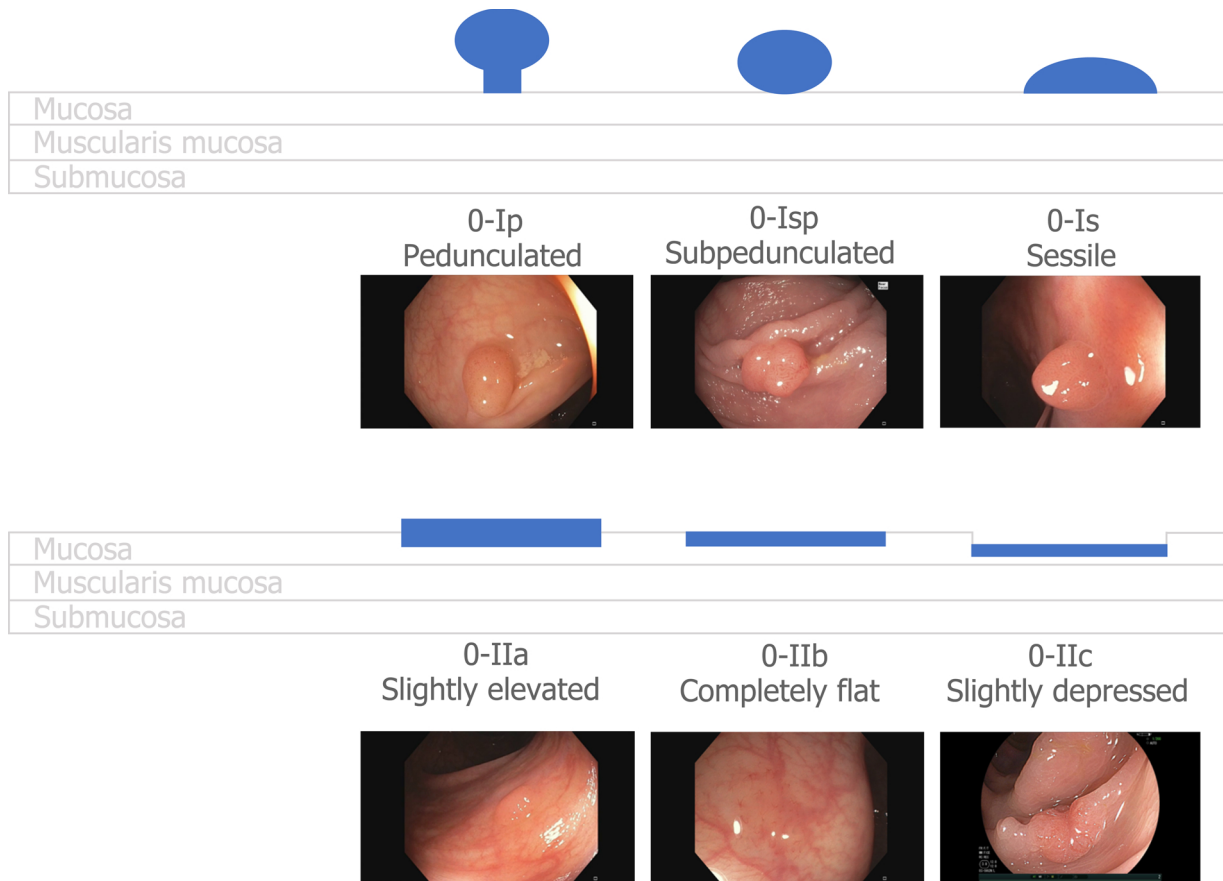 Mucosa
Muscularis mucosa
Submucosa
0-Ip
Pedunculated
0-Isp
Subpedunculated
0-Is
Sessile
Mucosa
Muscularis mucosa
Submucosa
0-IIa
Slightly elevated
0-IIb
Completely flat
0-IIc
Slightly depressed